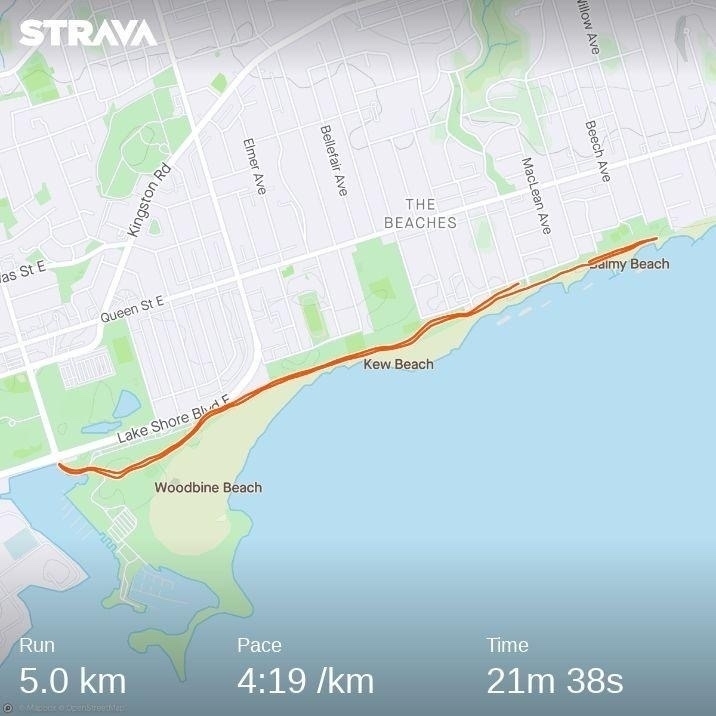 STRAVA
Willow Ave
Beech Ave
Bellefair Ave
Elmer Ave
MacLean Ave
Kingston Rd
THE
BEACHES
as St E
Balmy Beach
Queen St E
Kew Beach
Lake Shore Blvd E
Woodbine Beach
Run
5.0 km
Pace
4:19 /km
Time
21m 38s
© Mapbox © OpenStreetMap